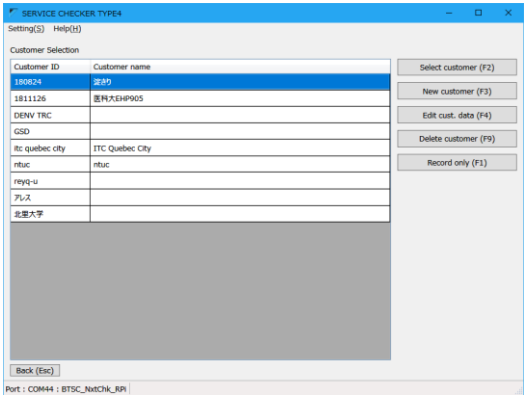 SERVICE CHECKER TYPE4
Setting(S) Help(H)
Customer Selection
Customer ID Customer name
180824 淀きり
1811126 医科大EHP905
DENV TRC
GSD
itc quebec city ITC Quebec City
ntuc ntuc
reyq-u
アレス
北里大学
Select customer (F2)
New customer (F3)
Edit cust. data (F4)
Delete customer (F9)
Record only (F1)
Back (Esc)
Port : COM44 : BTSC_NxtChk_RPI